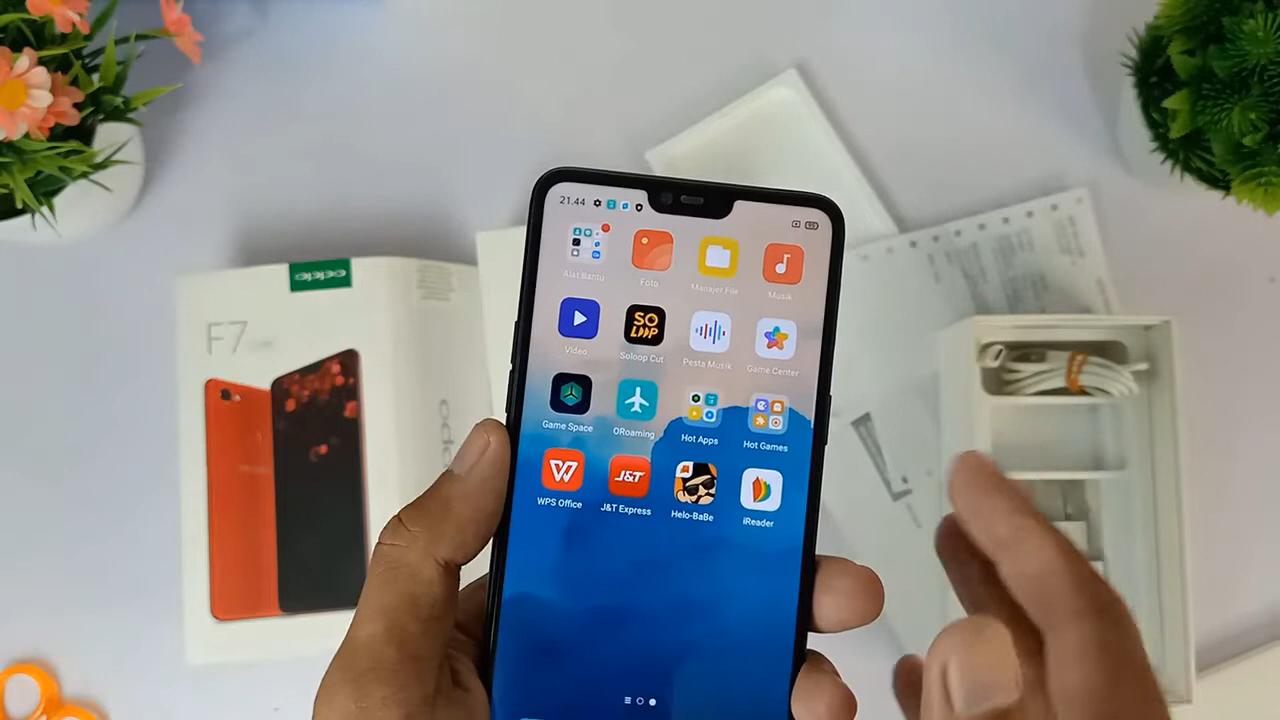 21.44
Alat Bantu
Foto
Manajer File
Musik
Video
SO
LOOP
Soloop Cut
Pesta Musik
Game Center
Game Space
ORoaming
Hot Apps
Hot Games
W
J&T
WPS Office
J&T Express
Helo-BaBe
iReader
F7
oppo
oppo